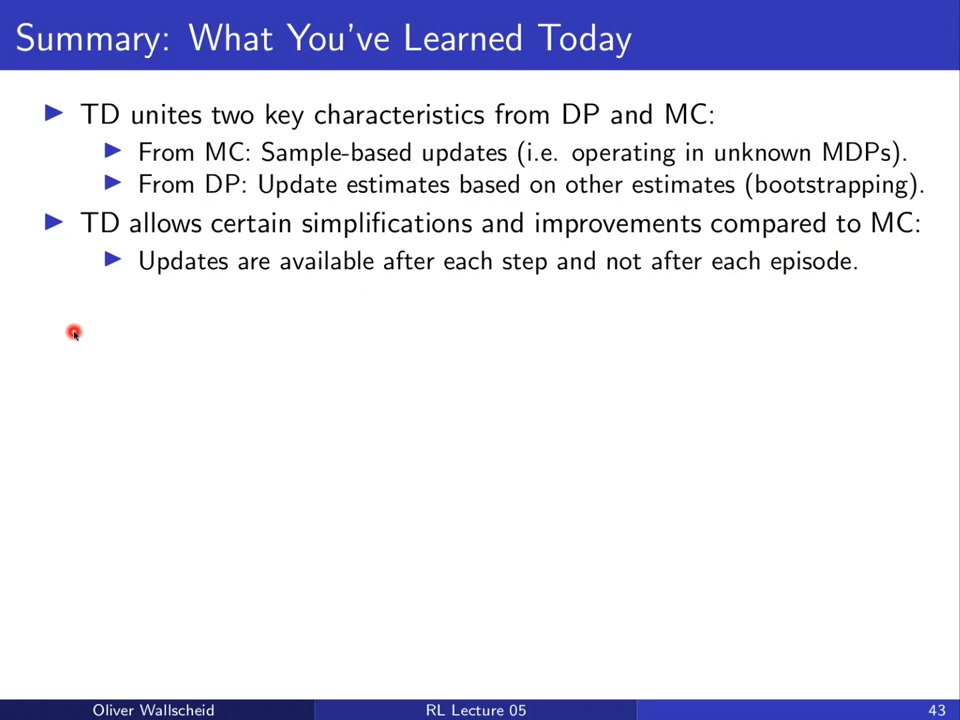 Summary: What You've Learned Today
TD unites two key characteristics from DP and MC:
From MC: Sample-based updates (i.e. operating in unknown MDPs).
From DP: Update estimates based on other estimates (bootstrapping).
TD allows certain simplifications and improvements compared to MC:
Updates are available after each step and not after each episode.
Oliver Wallscheid
RL Lecture 05
43